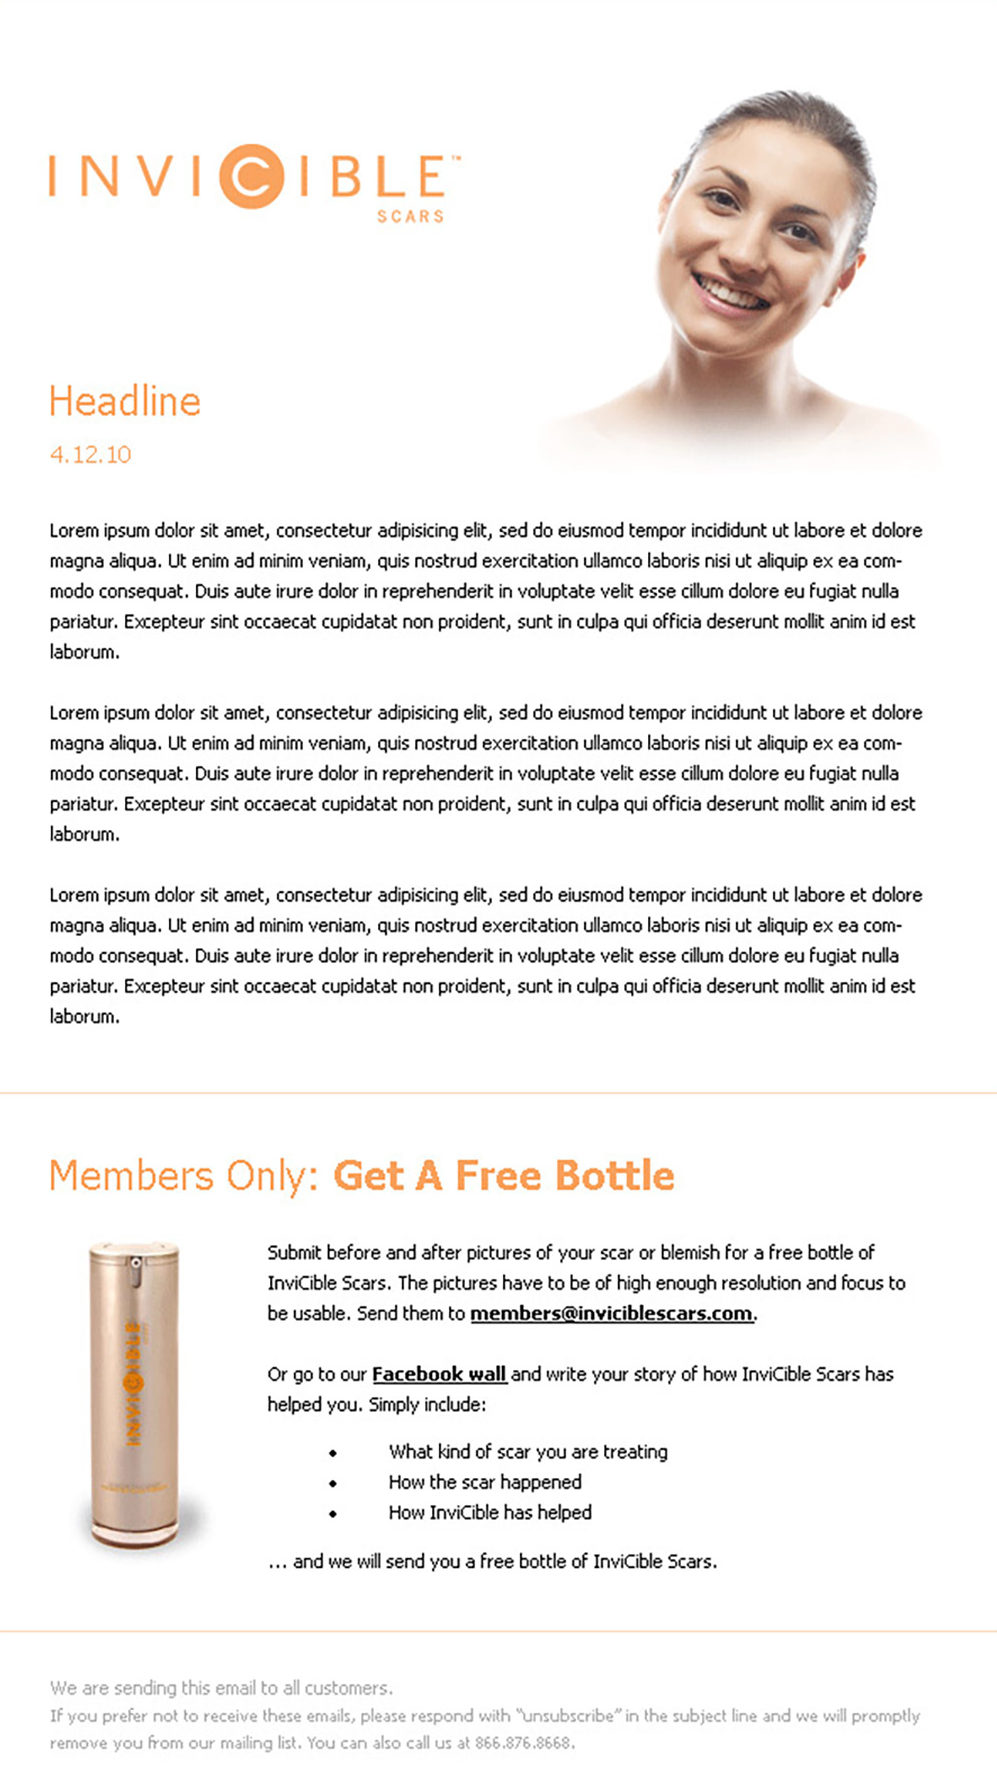 INVICIBLE™
SCARS
Headline
4.12.10
Lorem ipsum dolor sit amet, consectetur adipisicing elit, sed do eiusmod tempor incididunt ut labore et dolore
magna aliqua. Ut enim ad minim veniam, quis nostrud exercitation ullamco laboris nisi ut aliquip ex ea com-
modo consequat. Duis aute irure dolor in reprehenderit in voluptate velit esse cillum dolore eu fugiat nulla
pariatur. Excepteur sint occaecat cupidatat non proident, sunt in culpa qui officia deserunt mollit anim id est
laborum.
Lorem ipsum dolor sit amet, consectetur adipisicing elit, sed do eiusmod tempor incididunt ut labore et dolore
magna aliqua. Ut enim ad minim veniam, quis nostrud exercitation ullamco laboris nisi ut aliquip ex ea com-
modo consequat. Duis aute irure dolor in reprehenderit in voluptate velit esse cillum dolore eu fugiat nulla
pariatur. Excepteur sint occaecat cupidatat non proident, sunt in culpa qui officia deserunt mollit anim id est
laborum.
Lorem ipsum dolor sit amet, consectetur adipisicing elit, sed do eiusmod tempor incididunt ut labore et dolore
magna aliqua. Ut enim ad minim veniam, quis nostrud exercitation ullamco laboris nisi ut aliquip ex ea com-
modo consequat. Duis aute irure dolor in reprehenderit in voluptate velit esse cillum dolore eu fugiat nulla
pariatur. Excepteur sint occaecat cupidatat non proident, sunt in culpa qui officia deserunt mollit anim id est
laborum.
Members Only: Get A Free Bottle
INVICIBLE
Submit before and after pictures of your scar or blemish for a free bottle of
InviCible Scars. The pictures have to be of high enough resolution and focus to
be usable. Send them to members@inviciblescars.com.
Or go to our Facebook wall and write your story of how InviCible Scars has
helped you. Simply include:
• What kind of scar you are treating
• How the scar happened
• How InviCible has helped
... and we will send you a free bottle of InviCible Scars.
We are sending this email to all customers.
If you prefer not to receive these emails, please respond with "unsubscribe" in the subject line and we will promptly
remove you from our mailing list. You can also call us at 866.876.8668.